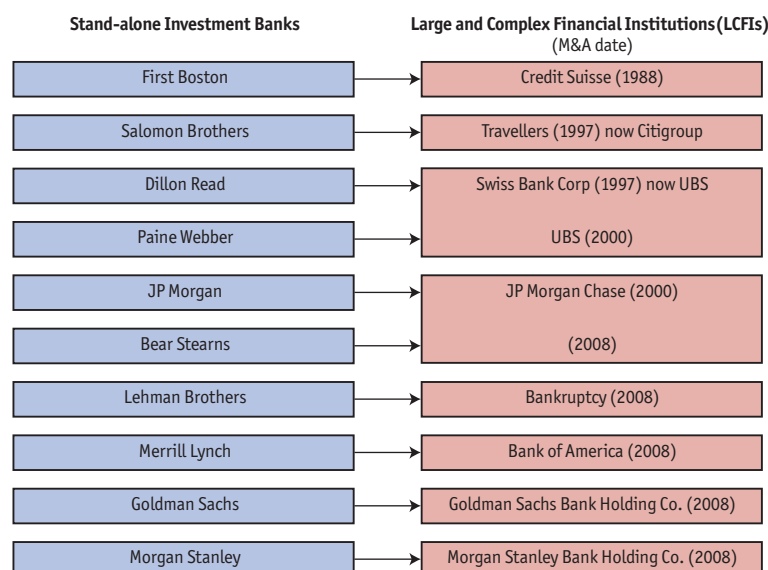 Stand-alone Investment Banks
Large and Complex Financial Institutions (LCFIs)
(M&A date)
First Boston
Credit Suisse (1988)
Salomon Brothers
Travellers (1997) now Citigroup
Dillon Read
Swiss Bank Corp (1997) now UBS
Paine Webber
UBS (2000)
JP Morgan
JP Morgan Chase (2000)
Bear Stearns
(2008)
Lehman Brothers
Bankruptcy (2008)
Merrill Lynch
Bank of America (2008)
Goldman Sachs
Goldman Sachs Bank Holding Co. (2008)
Morgan Stanley
Morgan Stanley Bank Holding Co. (2008)